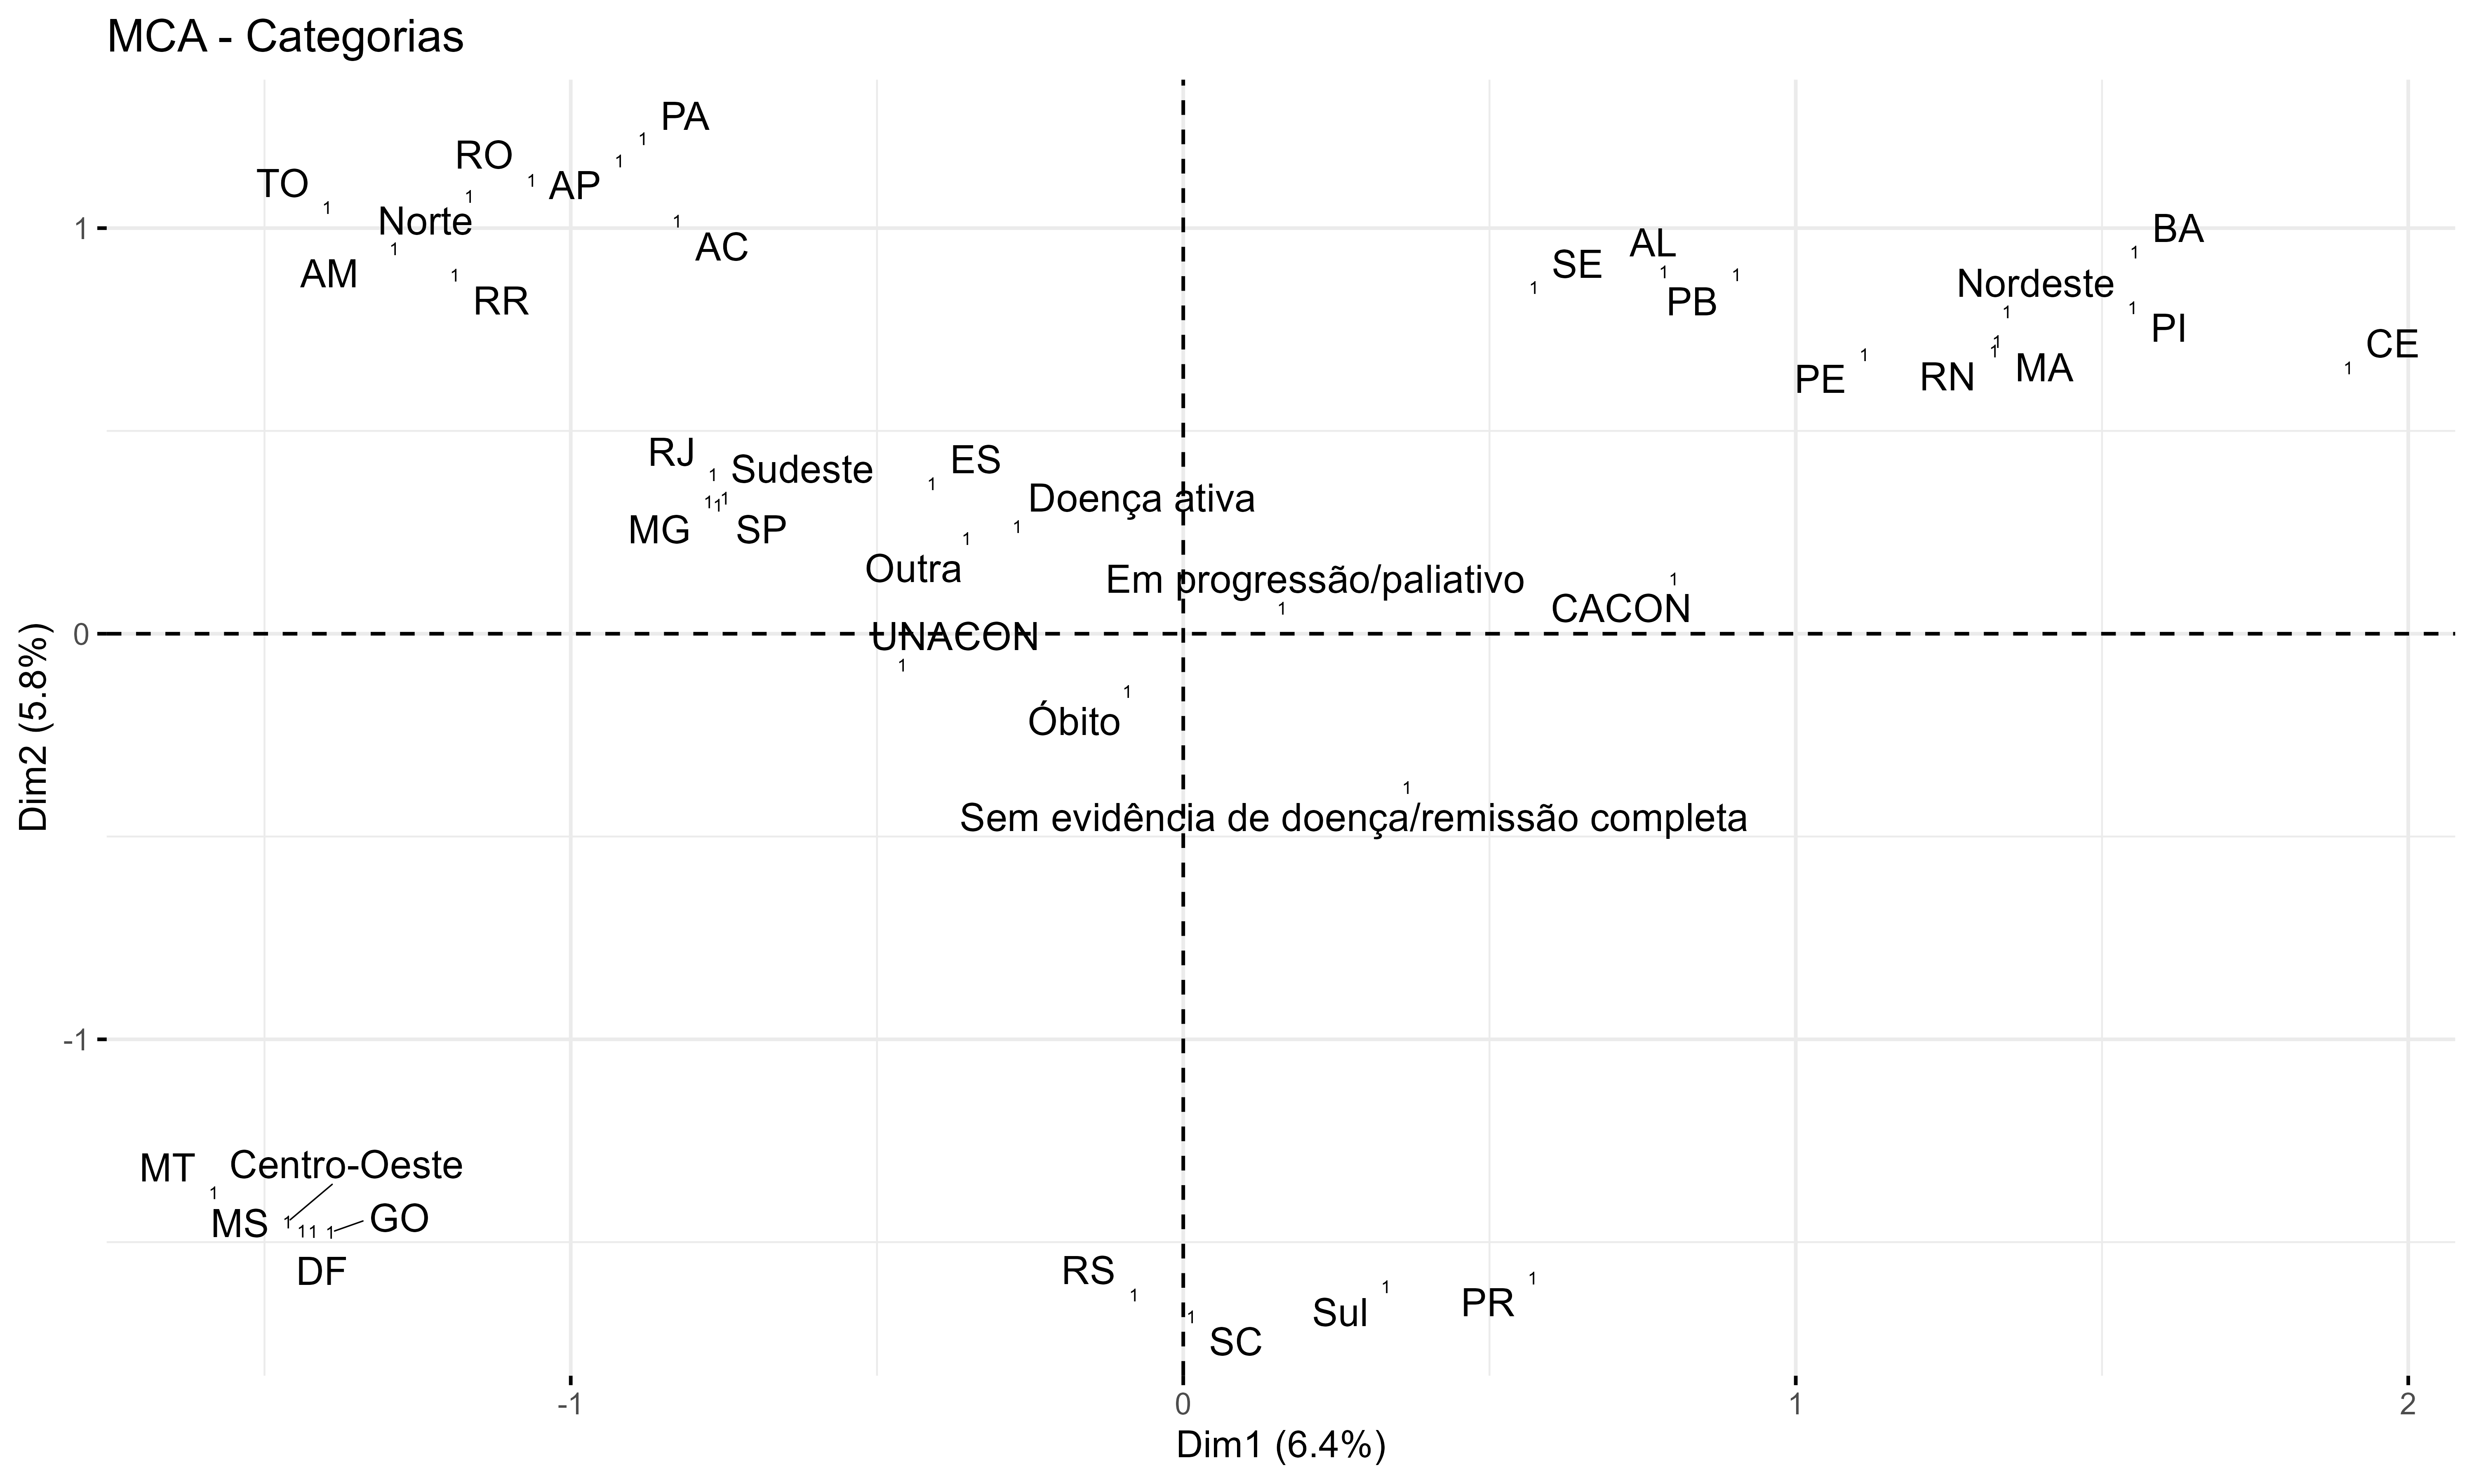 MCA - Categorias
PA
RO
AP
TO
Norte
AC
AM
RR
BA
AL
SE
Nordeste
PB
PI
CE
PE
RN
MA
RJ
Sudeste
ES
Doença ativa
MG
SP
Outra
Em progressão/paliativo
CACON
UNACON
Óbito
Sem evidência de doença/remissão completa
MT
Centro-Oeste
MS
GO
DF
RS
Sul
PR
SC
1
0
-1
Dim2 (5.8%)
-1
0
1
2
Dim1 (6.4%)